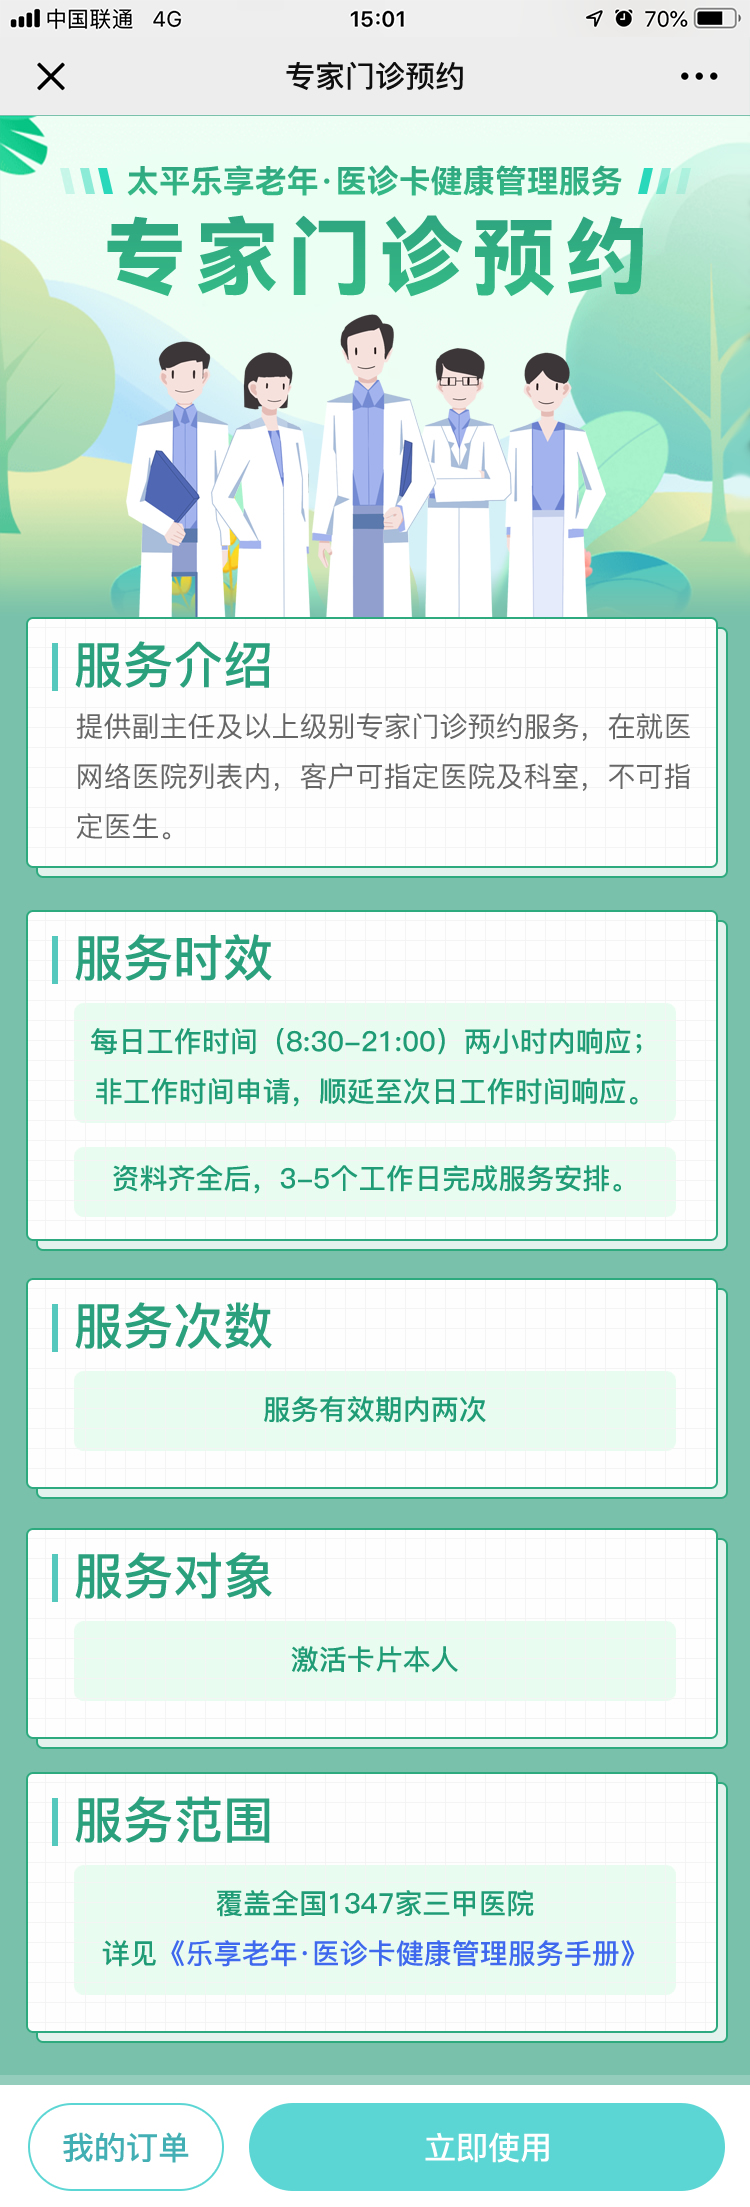 中国联通 4G 15:01 70%
专家门诊预约
太平乐享老年·医诊卡健康管理服务
专家门诊预约
服务介绍
提供副主任及以上级别专家门诊预约服务，在就医
网络医院列表内，客户可指定医院及科室，不可指
定医生。
服务时效
每日工作时间（8:30-21:00）两小时内响应；
非工作时间申请，顺延至次日工作时间响应。
资料齐全后，3-5个工作日完成服务安排。
服务次数
服务有效期内两次
服务对象
激活卡片本人
服务范围
覆盖全国1347家三甲医院
详见《乐享老年·医诊卡健康管理服务手册》
我的订单 立即使用